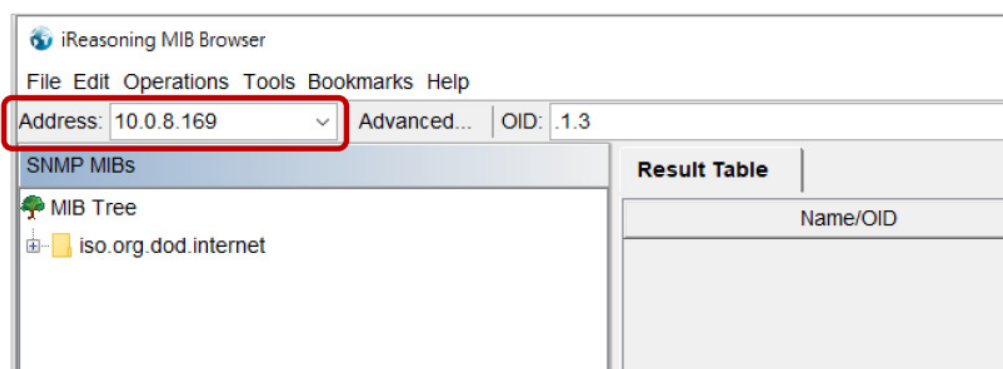 iReasoning MIB Browser
File Edit Operations Tools Bookmarks Help
Address: 10.0.8.169 Advanced... OID: .1.3
SNMP MIBs
Result Table
MIB Tree
Name/OID
iso.org.dod.internet